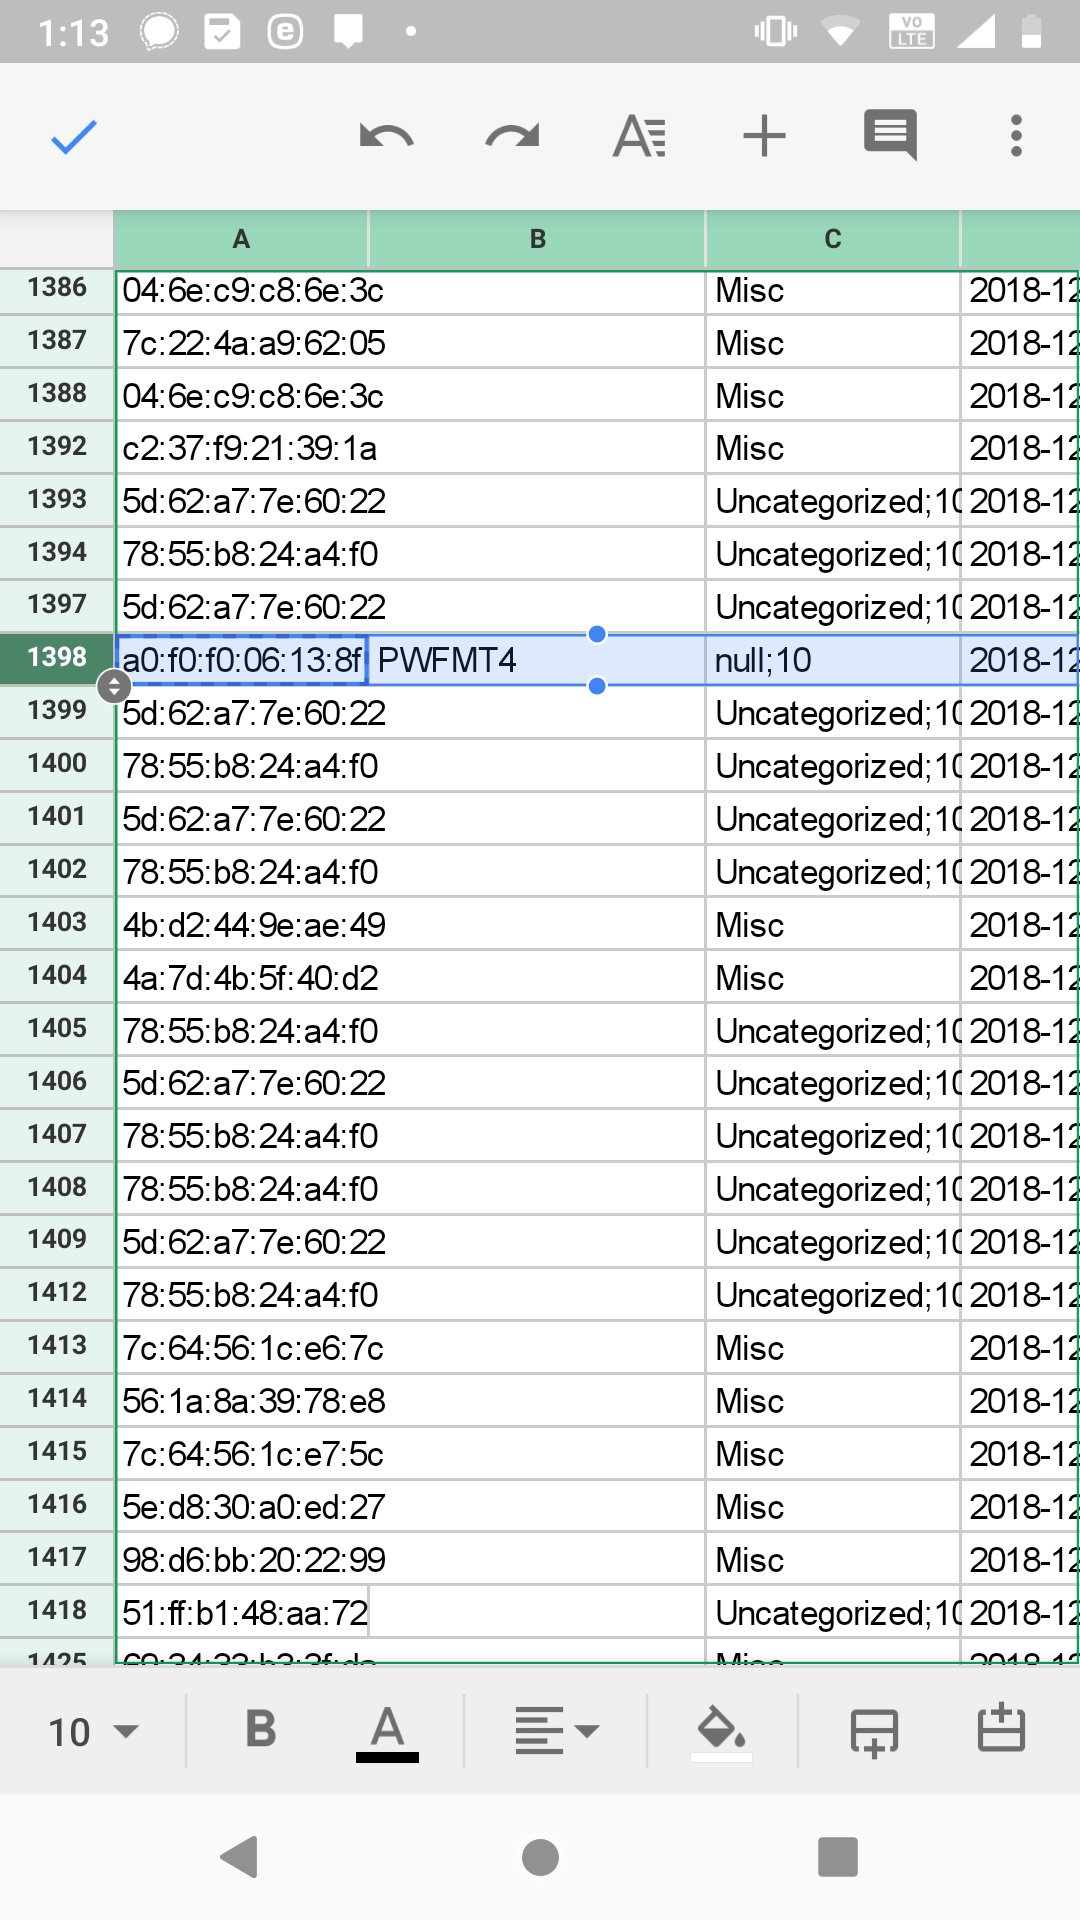 1:13 VO LTE
A B C
1386 04:6e:c9:c8:6e:3c Misc 2018-12
1387 7c:22:4a:a9:62:05 Misc 2018-12
1388 04:6e:c9:c8:6e:3c Misc 2018-12
1392 c2:37:f9:21:39:1a Misc 2018-12
1393 5d:62:a7:7e:60:22 Uncategorized;10 2018-12
1394 78:55:b8:24:a4:f0 Uncategorized;10 2018-12
1397 5d:62:a7:7e:60:22 Uncategorized;10 2018-12
1398 a0:f0:f0:06:13:8f PWFMT4 null;10 2018-12
1399 5d:62:a7:7e:60:22 Uncategorized;10 2018-12
1400 78:55:b8:24:a4:f0 Uncategorized;10 2018-12
1401 5d:62:a7:7e:60:22 Uncategorized;10 2018-12
1402 78:55:b8:24:a4:f0 Uncategorized;10 2018-12
1403 4b:d2:44:9e:ae:49 Misc 2018-12
1404 4a:7d:4b:5f:40:d2 Misc 2018-12
1405 78:55:b8:24:a4:f0 Uncategorized;10 2018-12
1406 5d:62:a7:7e:60:22 Uncategorized;10 2018-12
1407 78:55:b8:24:a4:f0 Uncategorized;10 2018-12
1408 78:55:b8:24:a4:f0 Uncategorized;10 2018-12
1409 5d:62:a7:7e:60:22 Uncategorized;10 2018-12
1412 78:55:b8:24:a4:f0 Uncategorized;10 2018-12
1413 7c:64:56:1c:e6:7c Misc 2018-12
1414 56:1a:8a:39:78:e8 Misc 2018-12
1415 7c:64:56:1c:e7:5c Misc 2018-12
1416 5e:d8:30:a0:ed:27 Misc 2018-12
1417 98:d6:bb:20:22:99 Misc 2018-12
1418 51:ff:b1:48:aa:72 Uncategorized;10 2018-12
1425 Misc 2018-12
10 B A